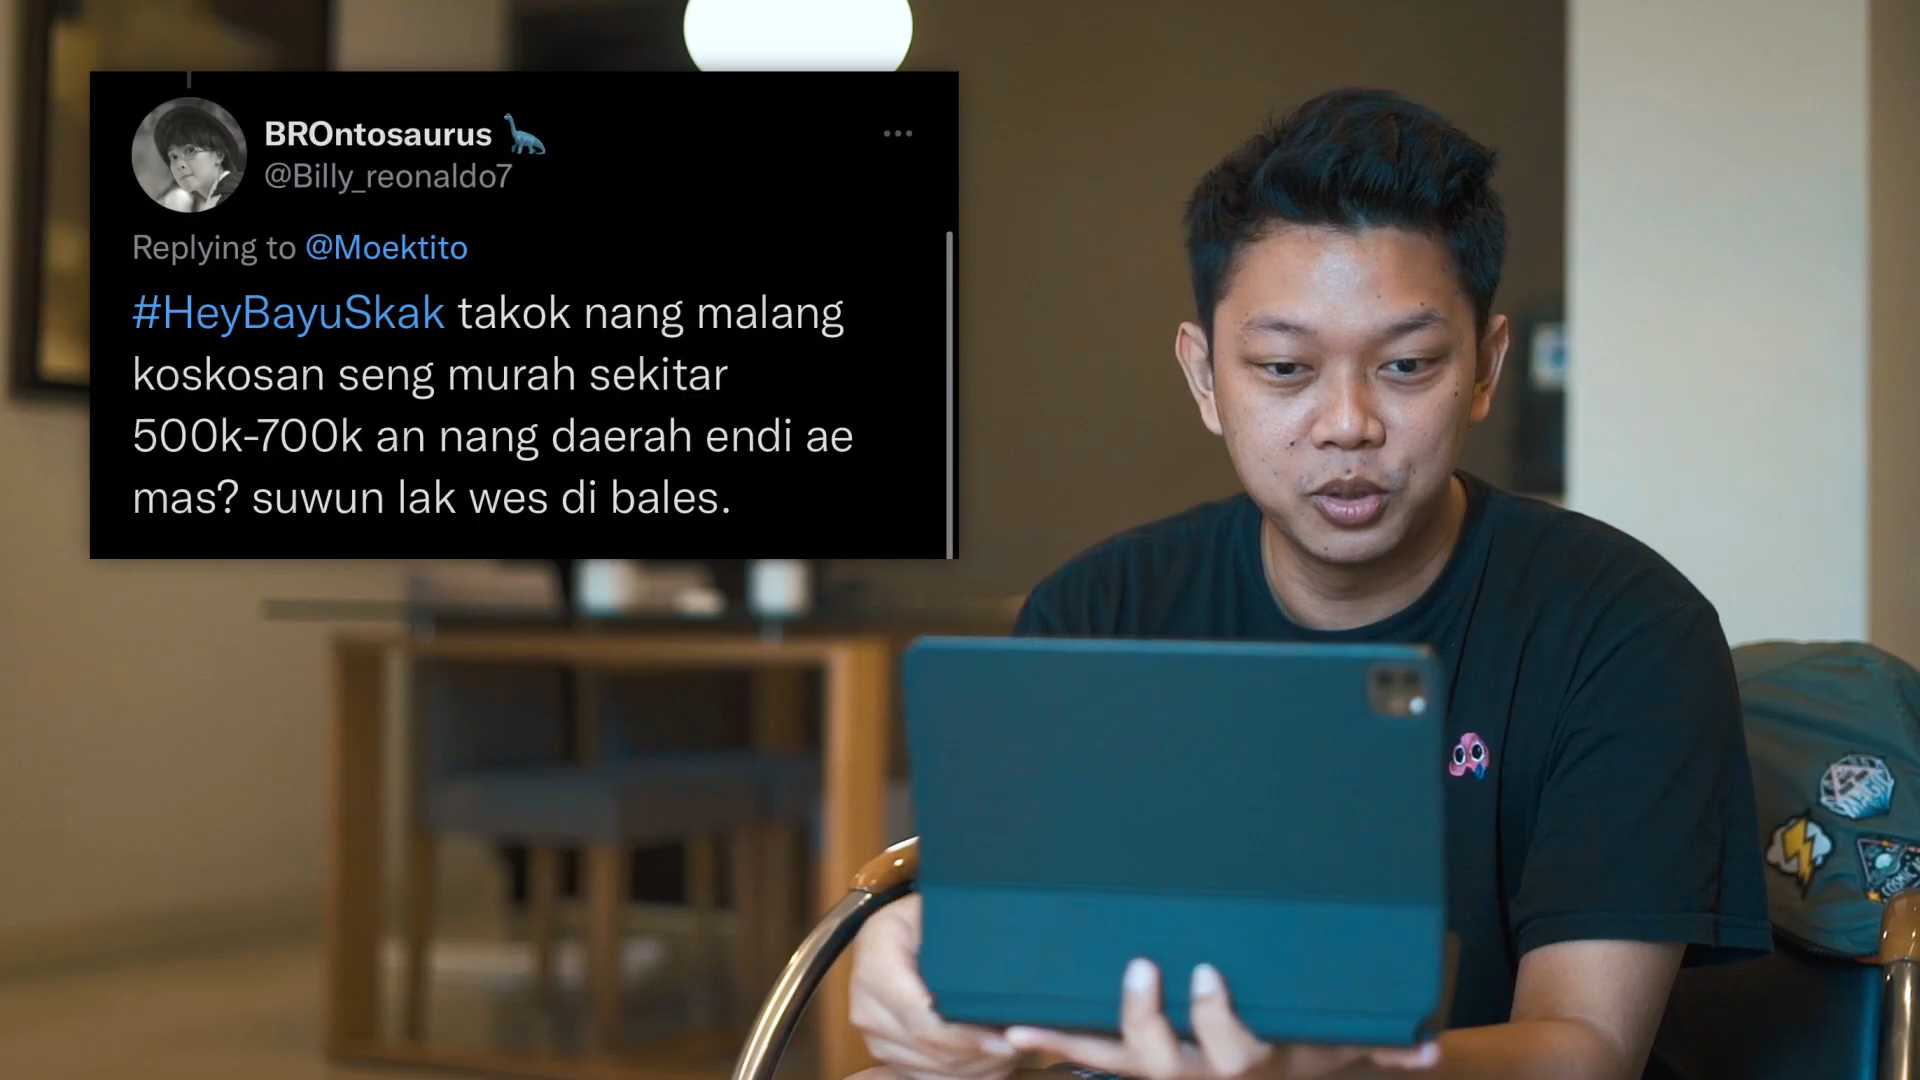 BROntosaurus 🦕
@Billy_reonaldo7
Replying to @Moektito
#HeyBayuSkak takok nang malang
koskosan seng murah sekitar
500k-700k an nang daerah endi ae
mas? suwun lak wes di bales.
COSMIC